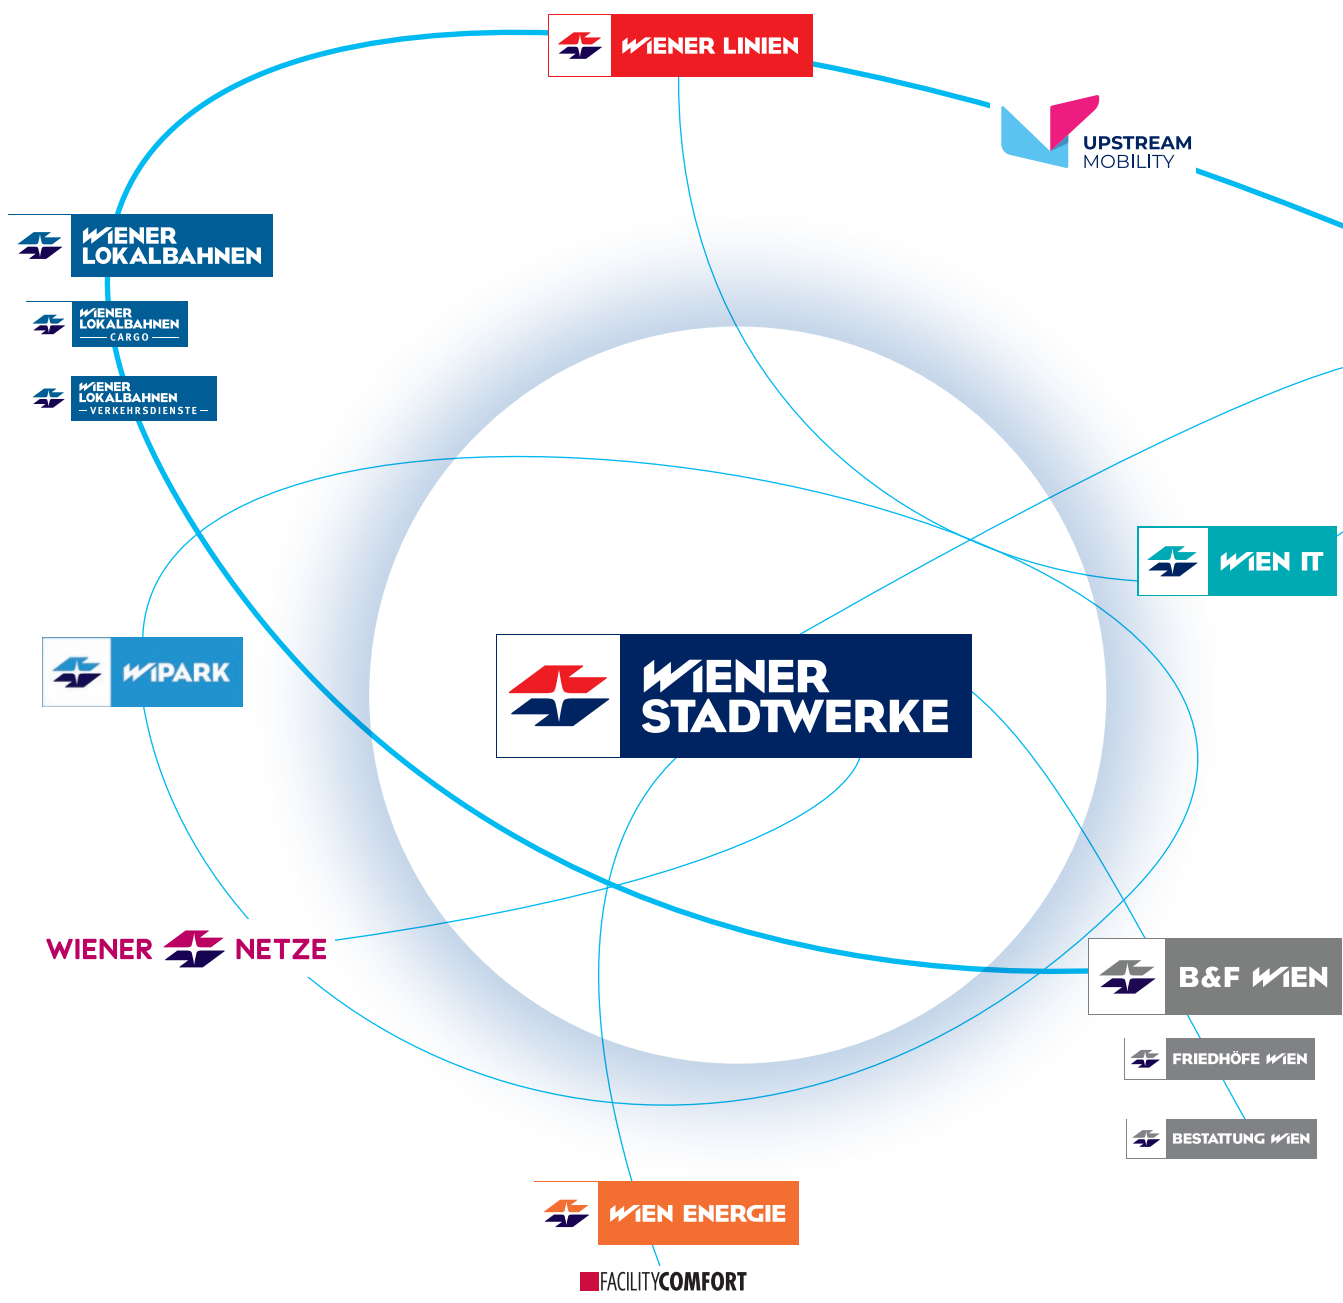 WIENER LINIEN
UPSTREAM
MOBILITY
WIENER
LOKALBAHNEN
WIENER
LOKALBAHNEN
CARGO
WIENER
LOKALBAHNEN
VERKEHRSDIENSTE
WIEN IT
WIPARK
WIENER
STADTWERKE
WIENER NETZE
B&F WIEN
FRIEDHÖFE WIEN
BESTATTUNG WIEN
WIEN ENERGIE
FACILITYCOMFORT